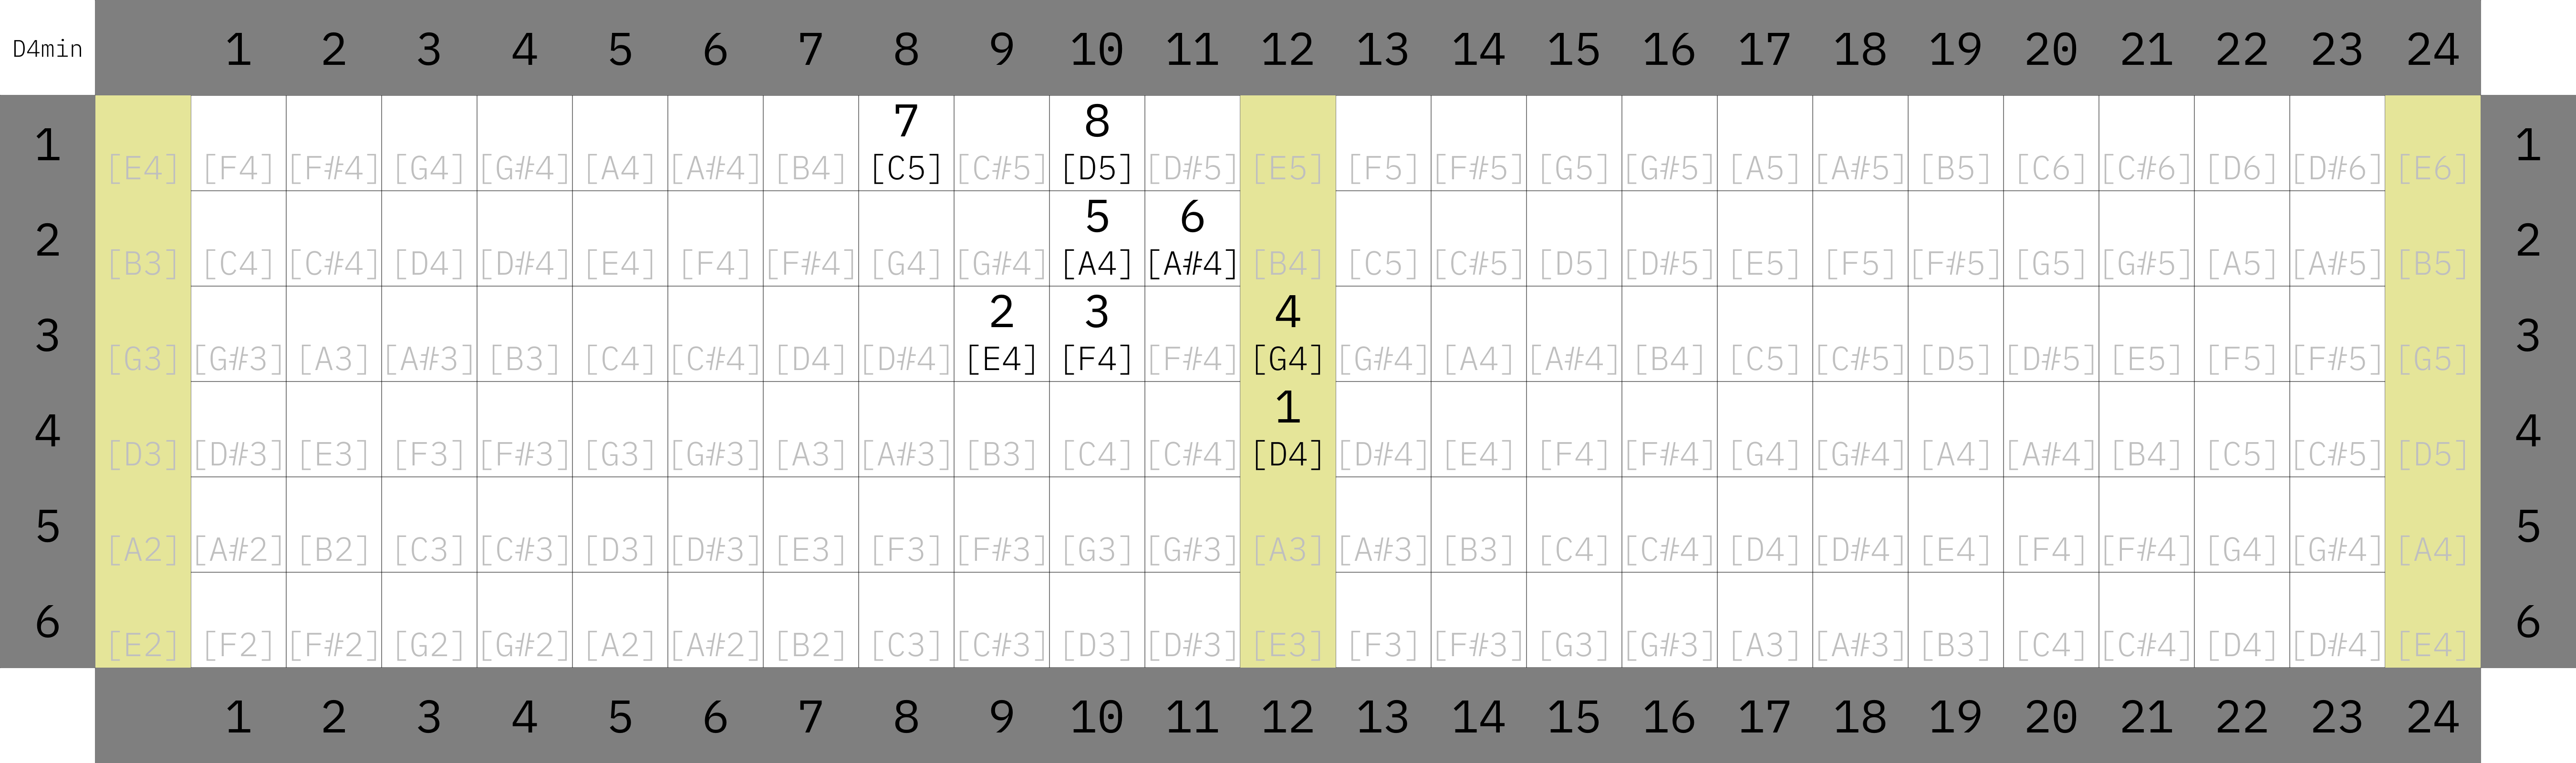 D4min 1 2 3 4 5 6 7 8 9 10 11 12 13 14 15 16 17 18 19 20 21 22 23 24
7 8
1 [E4] [F4] [F#4] [G4] [G#4] [A4] [A#4] [B4] [C5] [C#5] [D5] [D#5] [E5] [F5] [F#5] [G5] [G#5] [A5] [A#5] [B5] [C6] [C#6] [D6] [D#6] [E6] 1
5 6
2 [B3] [C4] [C#4] [D4] [D#4] [E4] [F4] [F#4] [G4] [G#4] [A4] [A#4] [B4] [C5] [C#5] [D5] [D#5] [E5] [F5] [F#5] [G5] [G#5] [A5] [A#5] [B5] 2
2 3 4
3 [G3] [G#3] [A3] [A#3] [B3] [C4] [C#4] [D4] [D#4] [E4] [F4] [F#4] [G4] [G#4] [A4] [A#4] [B4] [C5] [C#5] [D5] [D#5] [E5] [F5] [F#5] [G5] 3
1
4 [D3] [D#3] [E3] [F3] [F#3] [G3] [G#3] [A3] [A#3] [B3] [C4] [C#4] [D4] [D#4] [E4] [F4] [F#4] [G4] [G#4] [A4] [A#4] [B4] [C5] [C#5] [D5] 4
5 [A2] [A#2] [B2] [C3] [C#3] [D3] [D#3] [E3] [F3] [F#3] [G3] [G#3] [A3] [A#3] [B3] [C4] [C#4] [D4] [D#4] [E4] [F4] [F#4] [G4] [G#4] [A4] 5
6 [E2] [F2] [F#2] [G2] [G#2] [A2] [A#2] [B2] [C3] [C#3] [D3] [D#3] [E3] [F3] [F#3] [G3] [G#3] [A3] [A#3] [B3] [C4] [C#4] [D4] [D#4] [E4] 6
1 2 3 4 5 6 7 8 9 10 11 12 13 14 15 16 17 18 19 20 21 22 23 24